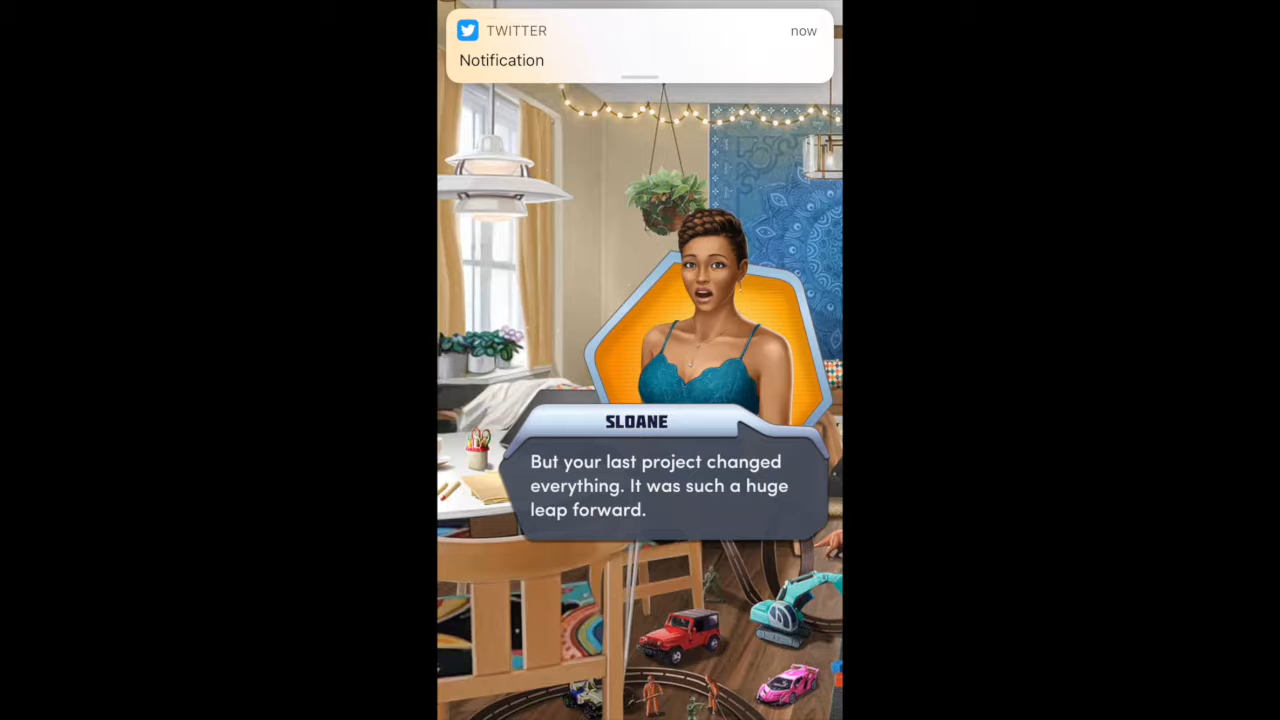 TWITTER now
Notification
SLOANE
But your last project changed
everything. It was such a huge
leap forward.